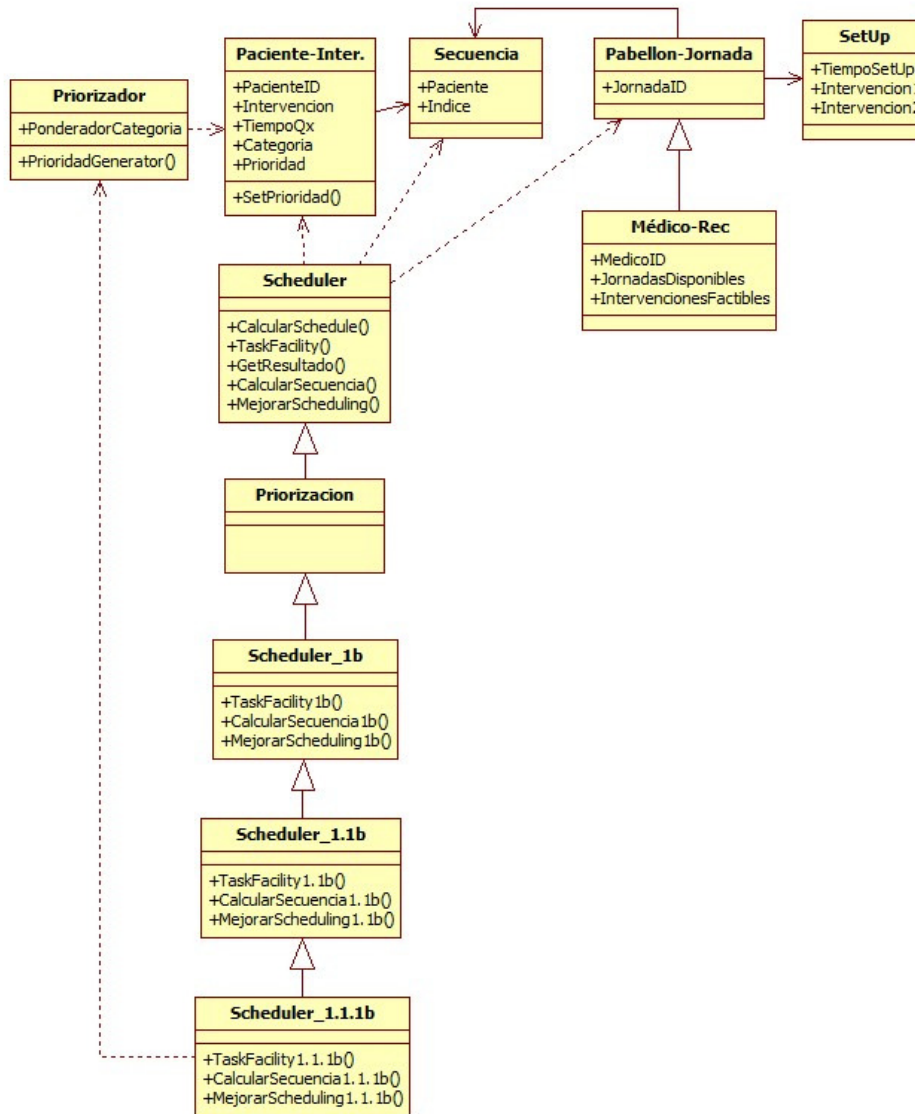 Priorizador
+PonderadorCategoria
+PrioridadGenerator()
Paciente-Inter.
+PacienteID
+Intervencion
+TiempoQx
+Categoria
+Prioridad
+SetPrioridad()
Secuencia
+Paciente
+Indice
Pabellon-Jornada
+JornadaID
SetUp
+TiempoSetUp
+Intervencion1
+Intervencion2
Médico-Rec
+MedicoID
+JornadasDisponibles
+IntervencionesFactibles
Scheduler
+CalcularSchedule()
+TaskFacility()
+GetResultado()
+CalcularSecuencia()
+MejorarScheduling()
Priorizacion
Scheduler_1b
+TaskFacility1b()
+CalcularSecuencia1b()
+MejorarScheduling1b()
Scheduler_1.1b
+TaskFacility1.1b()
+CalcularSecuencia1.1b()
+MejorarScheduling1.1b()
Scheduler_1.1.1b
+TaskFacility1.1.1b()
+CalcularSecuencia1.1.1b()
+MejorarScheduling1.1.1b()